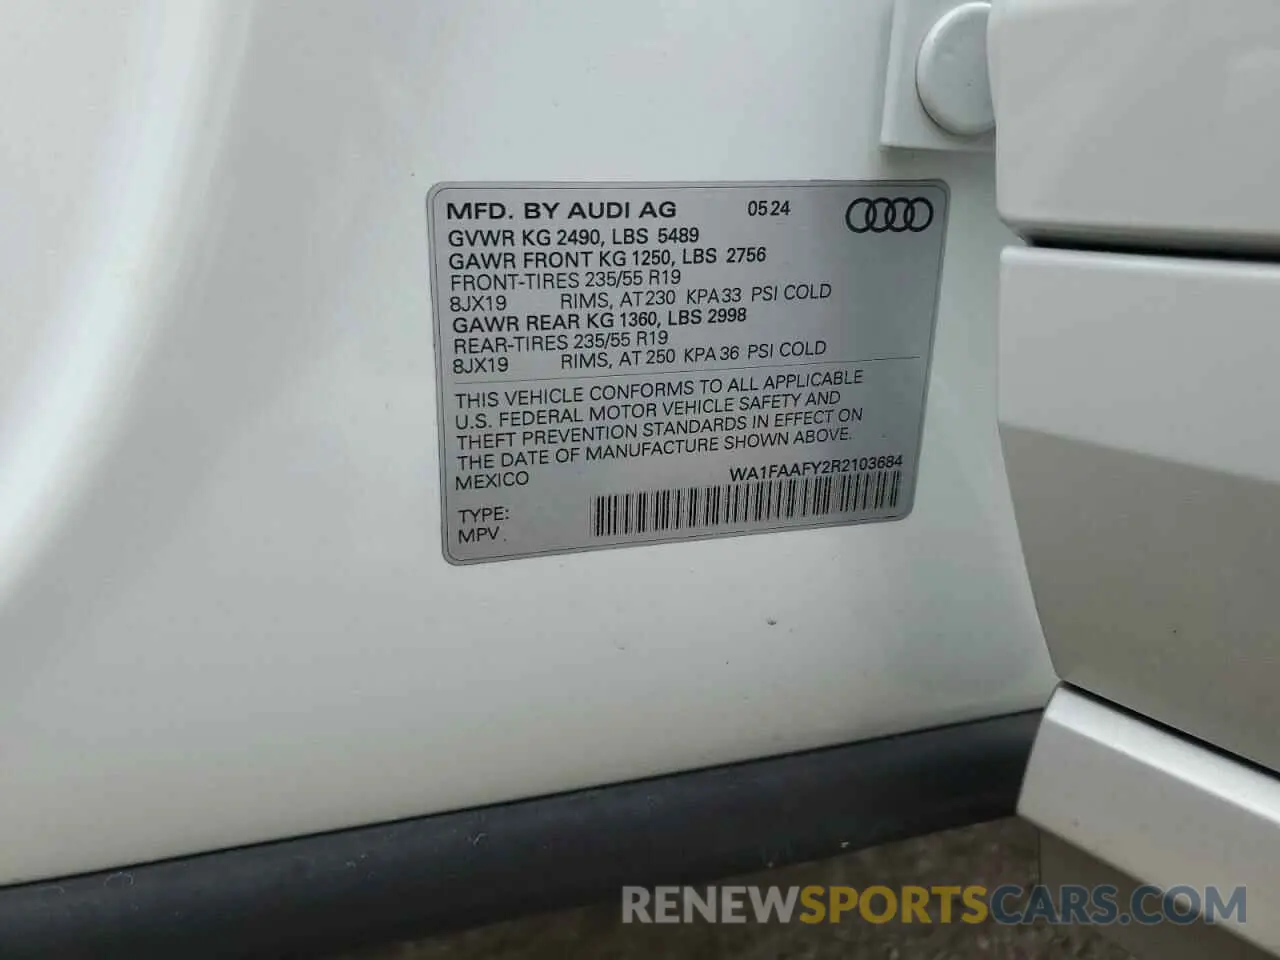 MFD. BY AUDI AG 0524
GVWR KG 2490, LBS 5489
GAWR FRONT KG 1250, LBS 2756
FRONT-TIRES 235/55 R19
8JX19 RIMS, AT 230 KPA 33 PSI COLD
GAWR REAR KG 1360, LBS 2998
REAR-TIRES 235/55 R19
8JX19 RIMS, AT 250 KPA 36 PSI COLD
THIS VEHICLE CONFORMS TO ALL APPLICABLE
U.S. FEDERAL MOTOR VEHICLE SAFETY AND
THEFT PREVENTION STANDARDS IN EFFECT ON
THE DATE OF MANUFACTURE SHOWN ABOVE.
MEXICO WA1FAAFY2R2103684
TYPE:
MPV
RENEWSPORTSCARS.COM